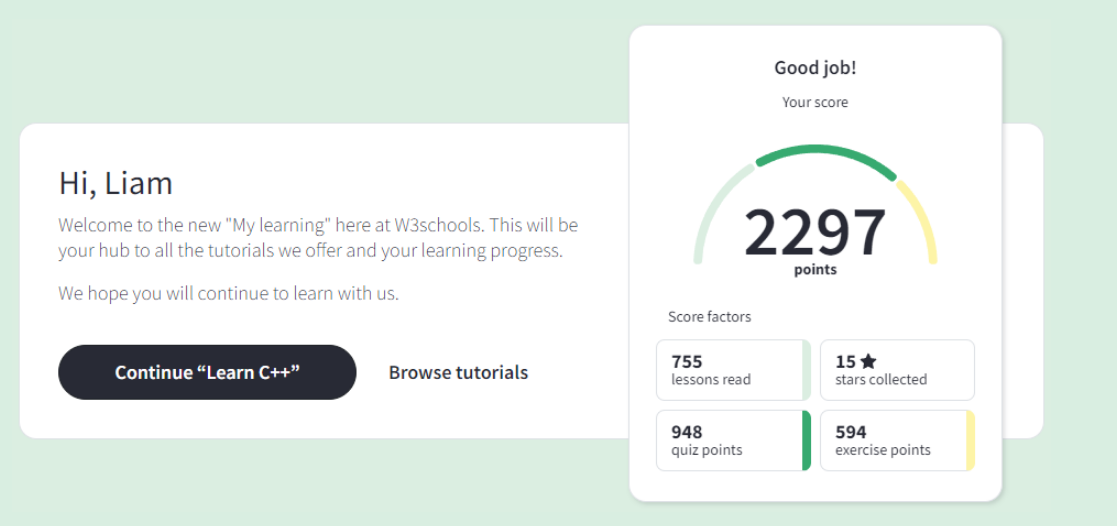 Hi, Liam
Welcome to the new "My learning" here at W3schools. This will be
your hub to all the tutorials we offer and your learning progress.
We hope you will continue to learn with us.
Continue “Learn C++”
Browse tutorials
Good job!
Your score
2297
points
Score factors
755
lessons read
15 ★
stars collected
948
quiz points
594
exercise points